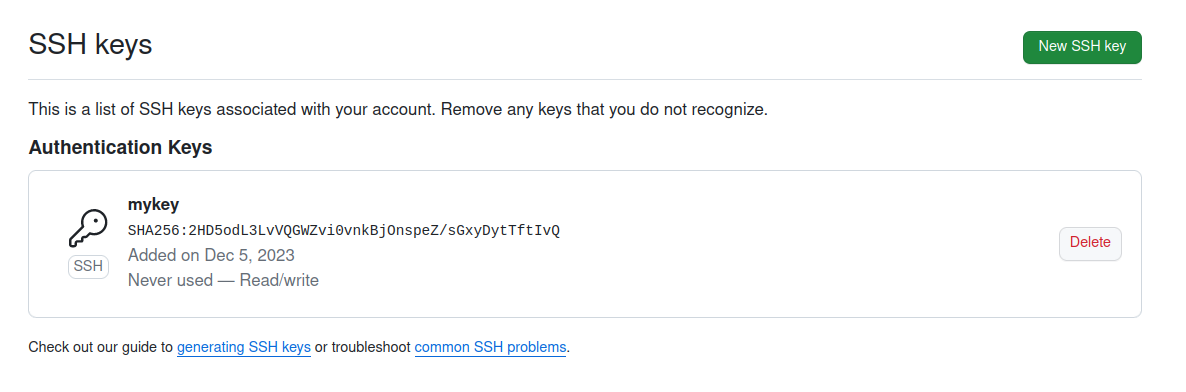 SSH keys
New SSH key
This is a list of SSH keys associated with your account. Remove any keys that you do not recognize.
Authentication Keys
mykey
SHA256:2HD5odL3LvVQGWZvi0vnkBjOnspeZ/sGxyDytTftIvQ
Added on Dec 5, 2023
Never used — Read/write
SSH
Delete
Check out our guide to generating SSH keys or troubleshoot common SSH problems.